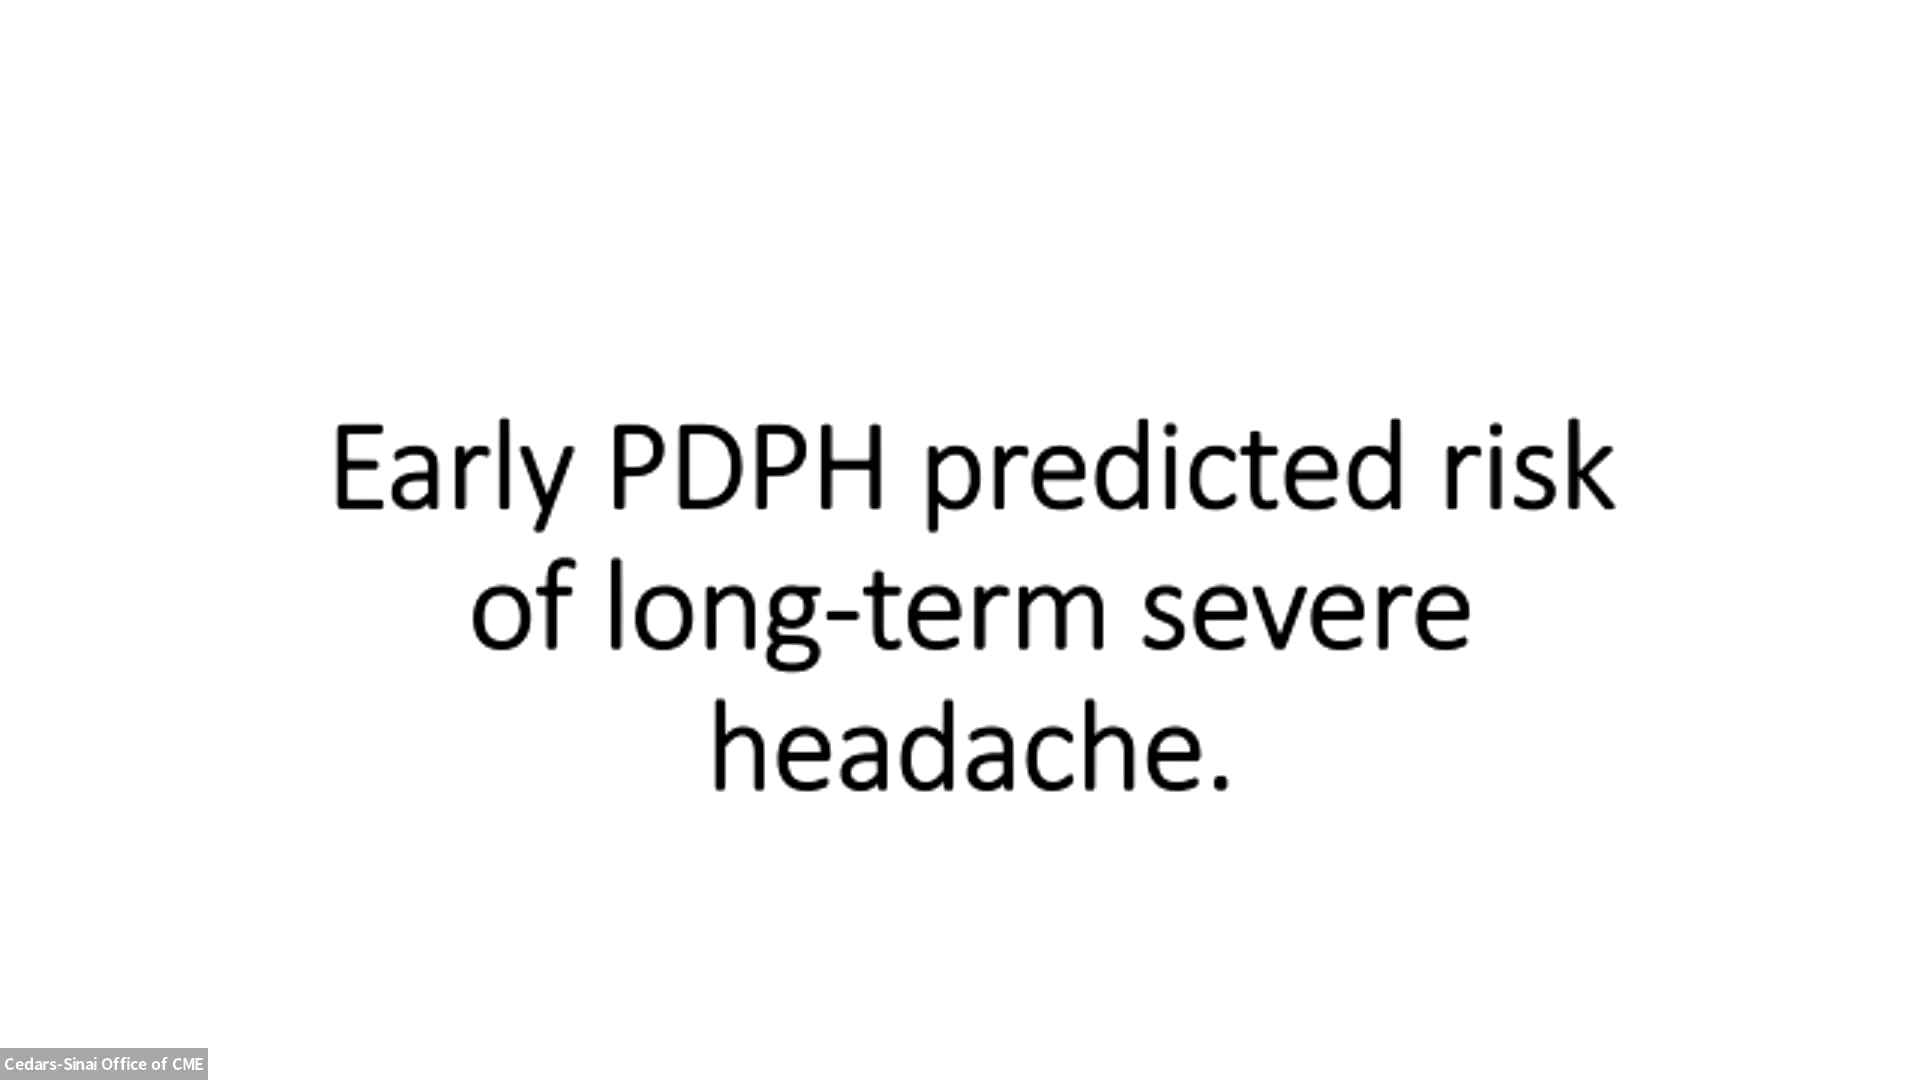 Early PDPH predicted risk
of long-term severe
headache.
Cedars-Sinai Office of CME